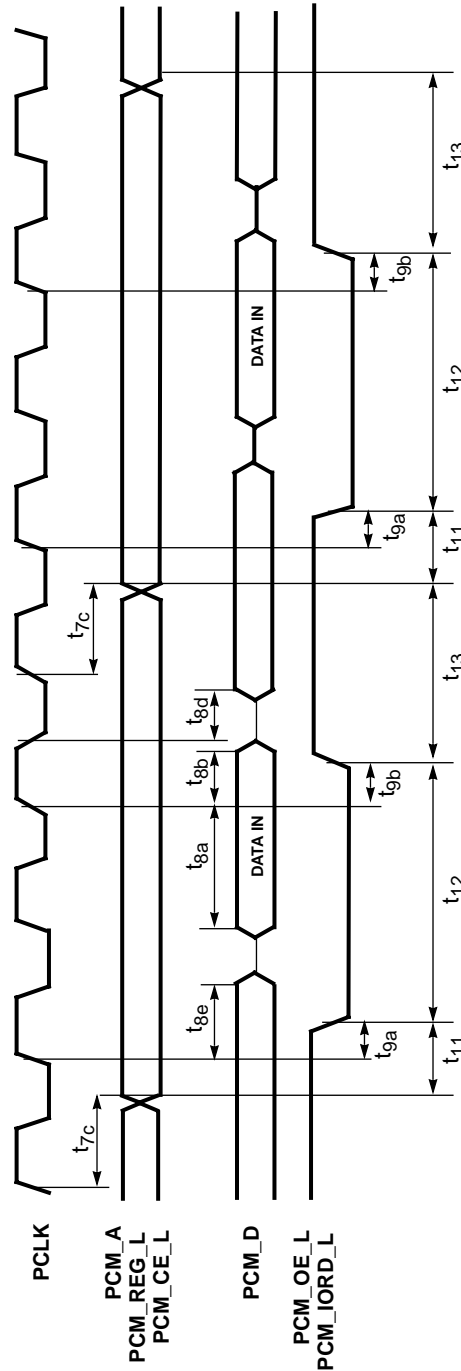 PCLK
PCM_A
PCM_REG_L
PCM_CE_L
PCM_D
PCM_OE_L
PCM_IORD_L
t7c
t7c
t8e
DATA IN
t8a
t8b
t8d
DATA IN
t9a
t9b
t9a
t9b
t11
t12
t13
t11
t12
t13